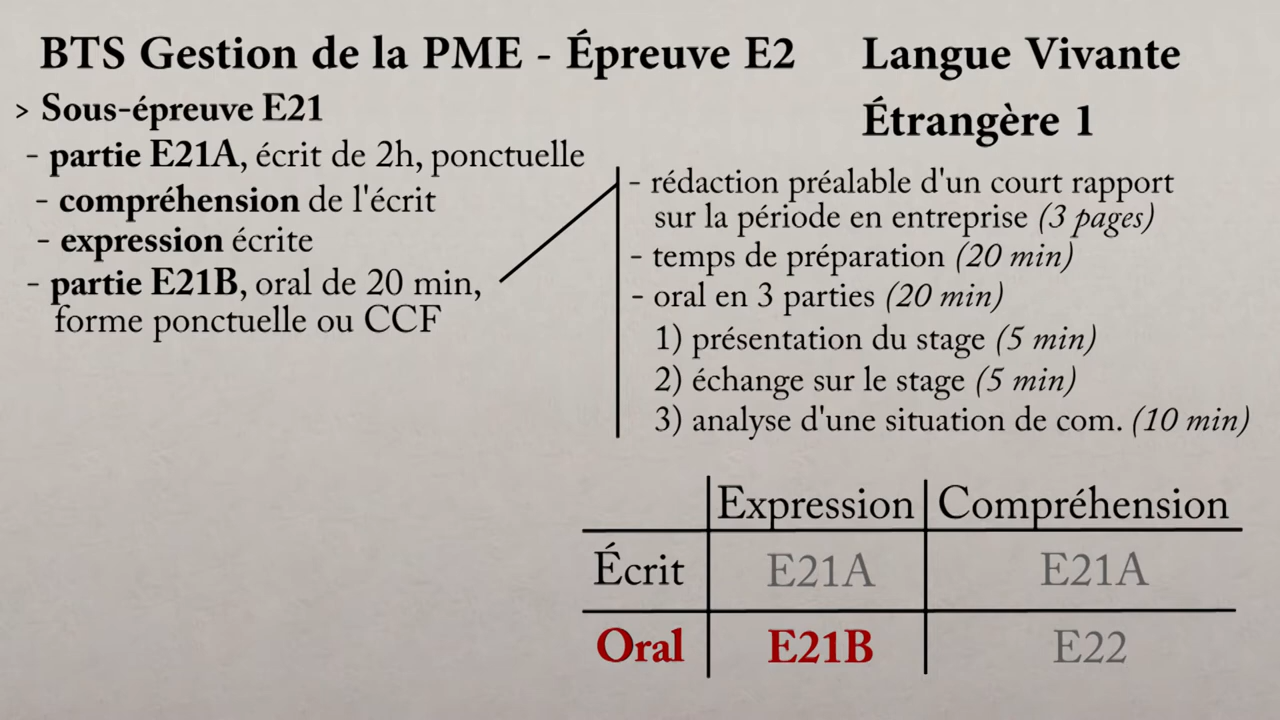 BTS Gestion de la PME - Épreuve E2
Langue Vivante
Étrangère 1
> Sous-épreuve E21
- partie E21A, écrit de 2h, ponctuelle
- compréhension de l'écrit
- expression écrite
- partie E21B, oral de 20 min,
forme ponctuelle ou CCF
- rédaction préalable d'un court rapport
sur la période en entreprise (3 pages)
- temps de préparation (20 min)
- oral en 3 parties (20 min)
1) présentation du stage (5 min)
2) échange sur le stage (5 min)
3) analyse d'une situation de com. (10 min)
Expression Compréhension
Écrit E21A E21A
Oral E21B E22